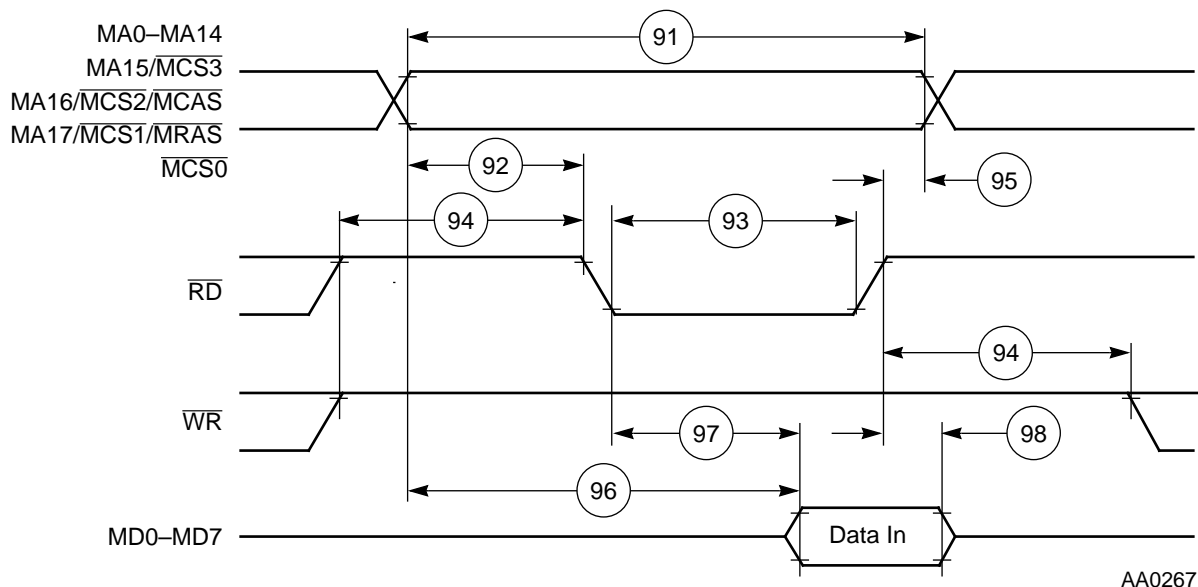 MA0–MA14
91
MA15/MCS3
MA16/MCS2/MCAS
MA17/MCS1/MRAS
92
95
MCS0
94
93
RD
94
WR
97
98
96
MD0–MD7
Data In
AA0267